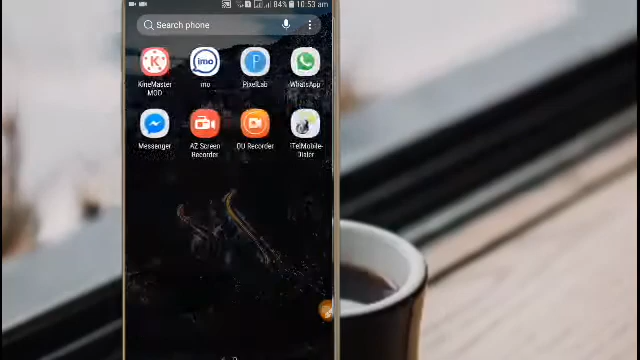 84% 10:53 am
Search phone
KineMaster MOD
imo
PixelLab
WhatsApp
Messenger
AZ Screen Recorder
DU Recorder
iTelMobile-Dialer